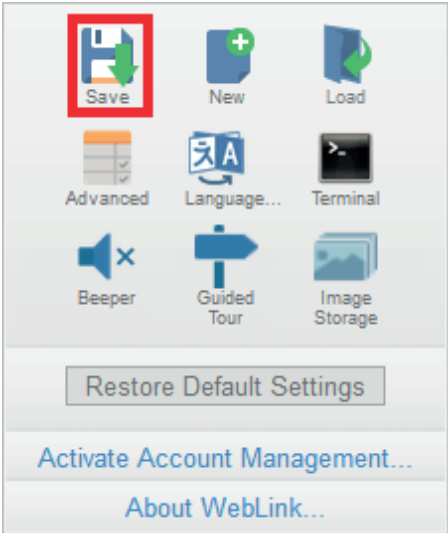 Save New Load
Advanced Language... Terminal
Beeper Guided Tour Image Storage
Restore Default Settings
Activate Account Management...
About WebLink...